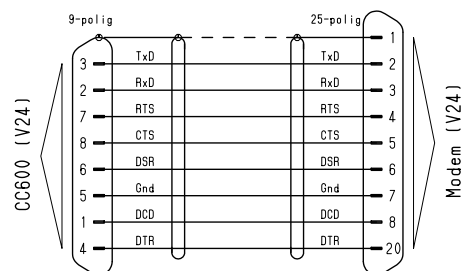 9-polig 25-polig
1
3 TxD TxD 2
2 RxD RxD 3
7 RTS RTS 4
8 CTS CTS 5
6 DSR DSR 6
5 Gnd Gnd 7
1 DCD DCD 8
4 DTR DTR 20
CC600 (V24)
Modem (V24)